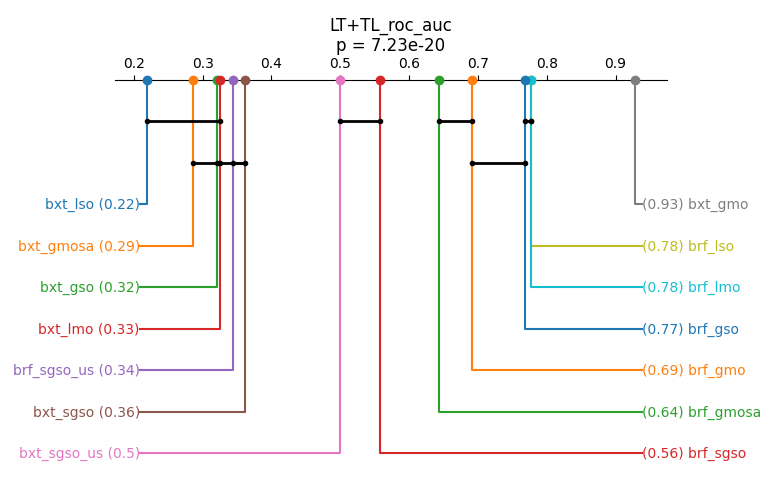 LT+TL_roc_auc
p = 7.23e-20
0.2 0.3 0.4 0.5 0.6 0.7 0.8 0.9
bxt_lso (0.22) (0.93) bxt_gmo
bxt_gmosa (0.29) (0.78) brf_lso
bxt_gso (0.32) (0.78) brf_lmo
bxt_lmo (0.33) (0.77) brf_gso
brf_sgso_us (0.34) (0.69) brf_gmo
bxt_sgso (0.36) (0.64) brf_gmosa
bxt_sgso_us (0.5) (0.56) brf_sgso